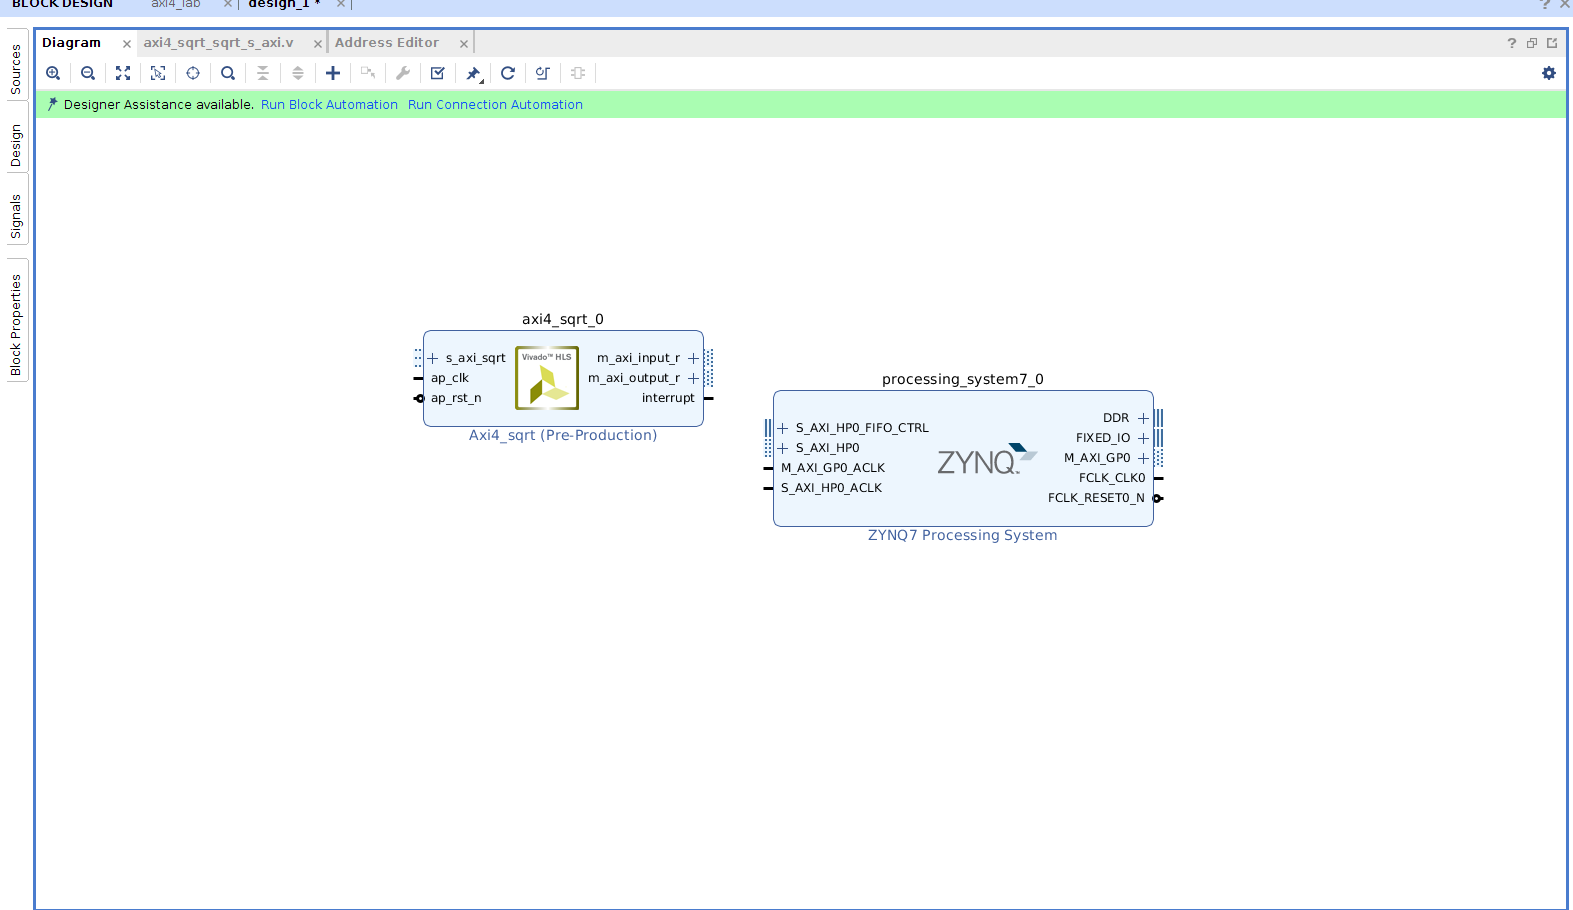 BLOCK DESIGN axi4_lab design_1 *
Diagram axi4_sqrt_sqrt_s_axi.v Address Editor
Designer Assistance available. Run Block Automation Run Connection Automation
Sources
Design
Signals
Block Properties
axi4_sqrt_0
s_axi_sqrt
ap_clk
ap_rst_n
Vivado™ HLS
m_axi_input_r
m_axi_output_r
interrupt
Axi4_sqrt (Pre-Production)
processing_system7_0
S_AXI_HP0_FIFO_CTRL
S_AXI_HP0
M_AXI_GP0_ACLK
S_AXI_HP0_ACLK
ZYNQ
DDR
FIXED_IO
M_AXI_GP0
FCLK_CLK0
FCLK_RESET0_N
ZYNQ7 Processing System